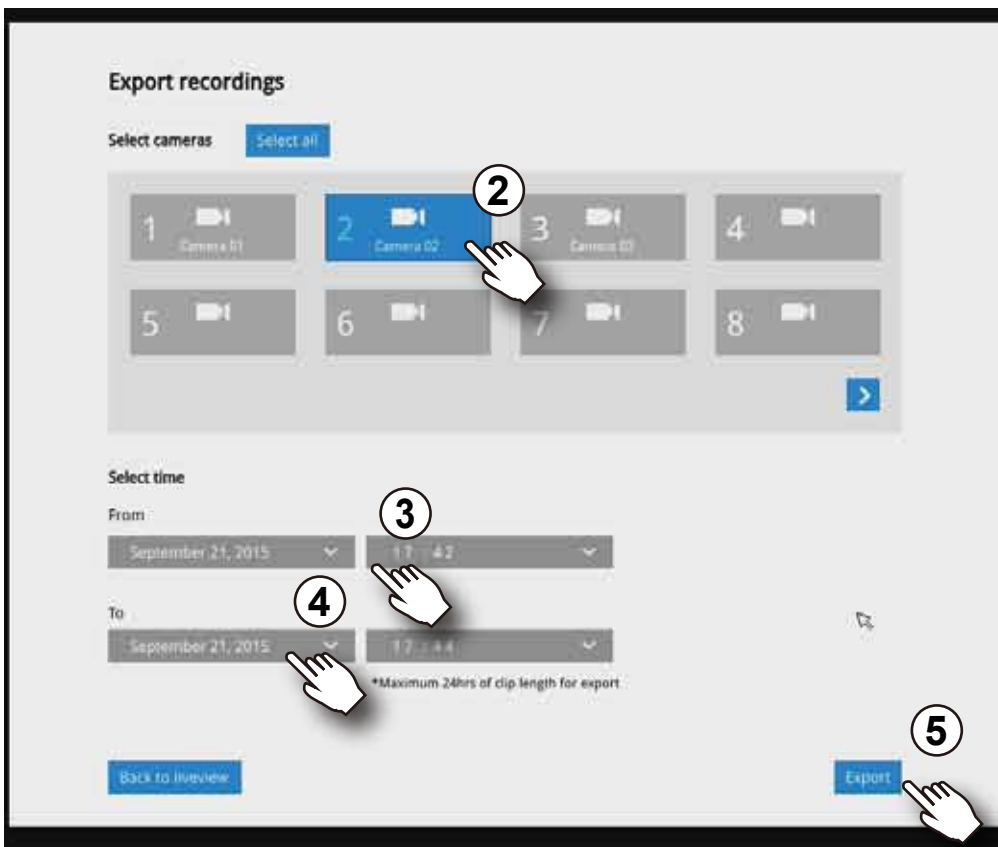 Export recordings
Select cameras Select all
2
1 Camera 01
2 Camera 02
3 Camera 03
4
5
6
7
8
Select time
From
3
September 21, 2015 17 : 42
4
To
September 21, 2015 17 : 44
*Maximum 24hrs of clip length for export
5
Back to liveview Export